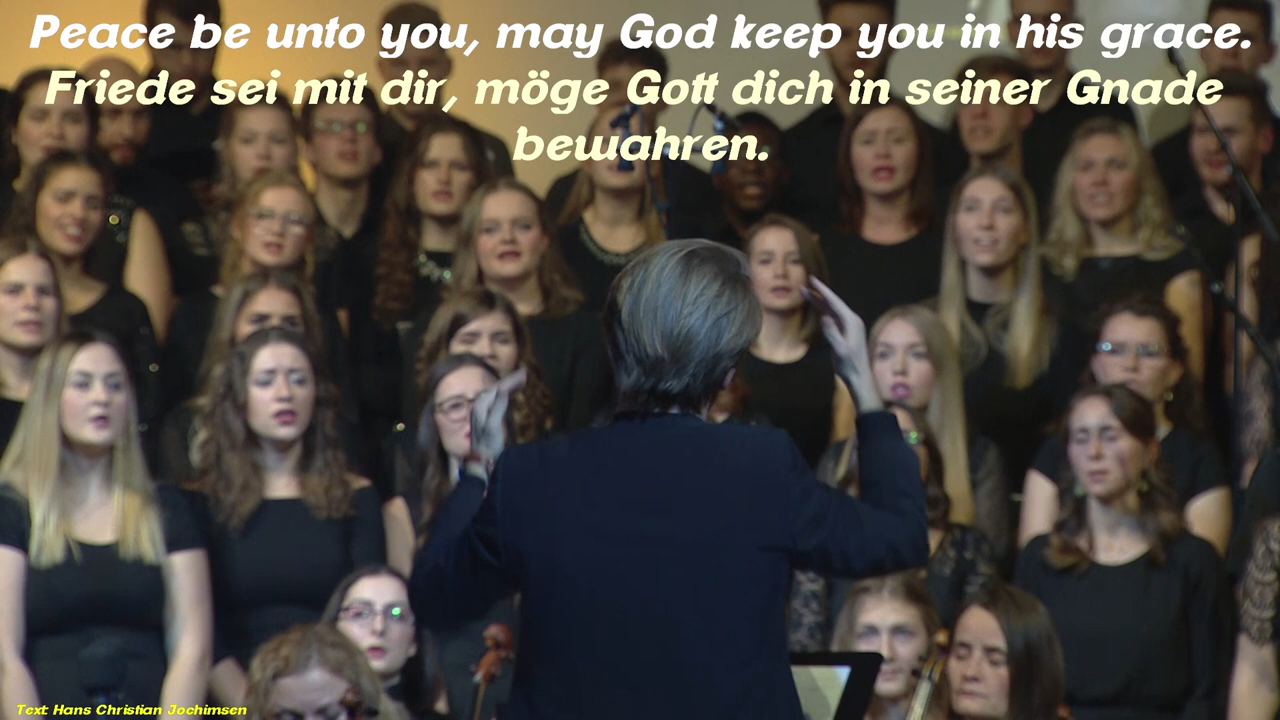 Peace be unto you, may God keep you in his grace.
Friede sei mit dir, möge Gott dich in seiner Gnade
bewahren.
Text: Hans Christian Jochimsen